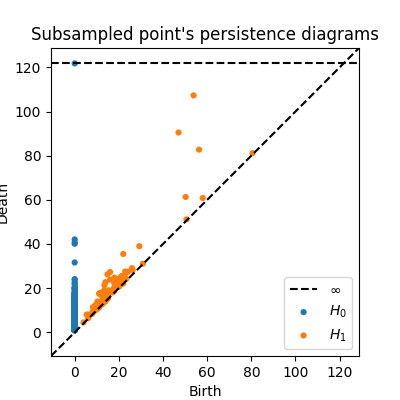 Subsampled point's persistence diagrams
120
100
80
60
40
20
0
Death
∞
H₀
H₁
0 20 40 60 80 100 120
Birth